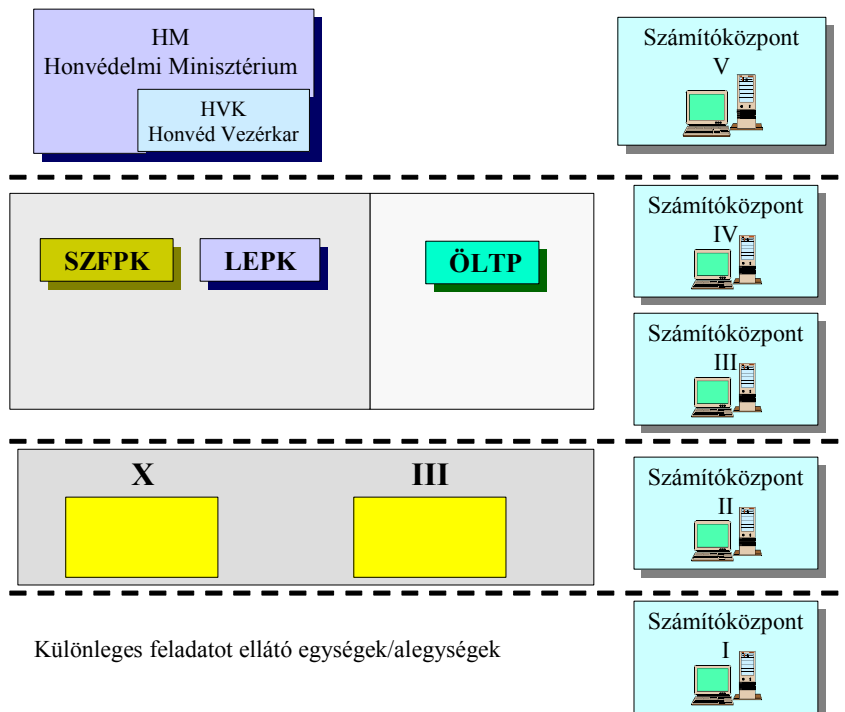 HM
Honvédelmi Minisztérium
HVK
Honvéd Vezérkar
Számítóközpont
V
SZFPK
LEPK
ÖLTP
Számítóközpont
IV
Számítóközpont
III
X
III
Számítóközpont
II
Különleges feladatot ellátó egységek/alegységek
Számítóközpont
I